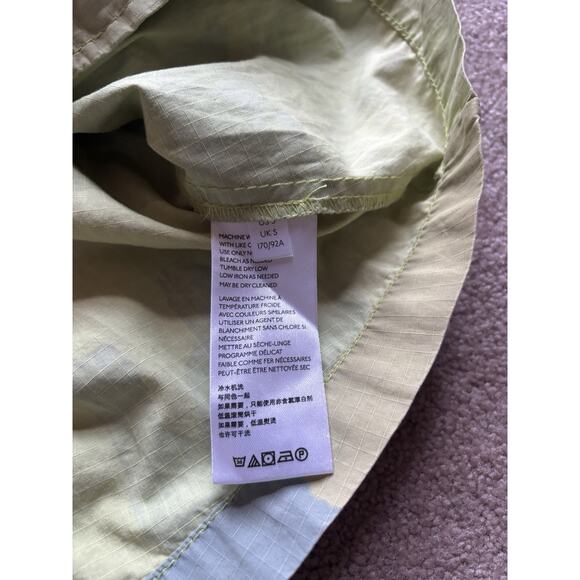 UK S
170/92A
MACHINE
WITH LIKE
USE ONLY
BLEACH AS
TUMBLE DRY LOW
LOW IRON AS NEEDED
MAY BE DRY CLEANED
LAVAGE EN MACHINE À
TEMPÉRATURE FROIDE
AVEC COULEURS SIMILAIRES
UTILISER UN AGENT DE
BLANCHIMENT SANS CHLORE SI
NÉCESSAIRE
METTRE AU SÈCHE-LINGE
PROGRAMME DÉLICAT
FAIBLE COMME FER NÉCESSAIRES
PEUT-ÊTRE ÊTRE NETTOYÉE SEC
冷水机洗
与同色一起
如果需要，只能使用非含氯漂白剂
低温滚筒烘干
如果需要，低温熨烫
也许可干洗